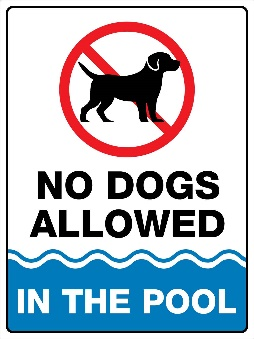 NO DOGS
ALLOWED
IN THE POOL